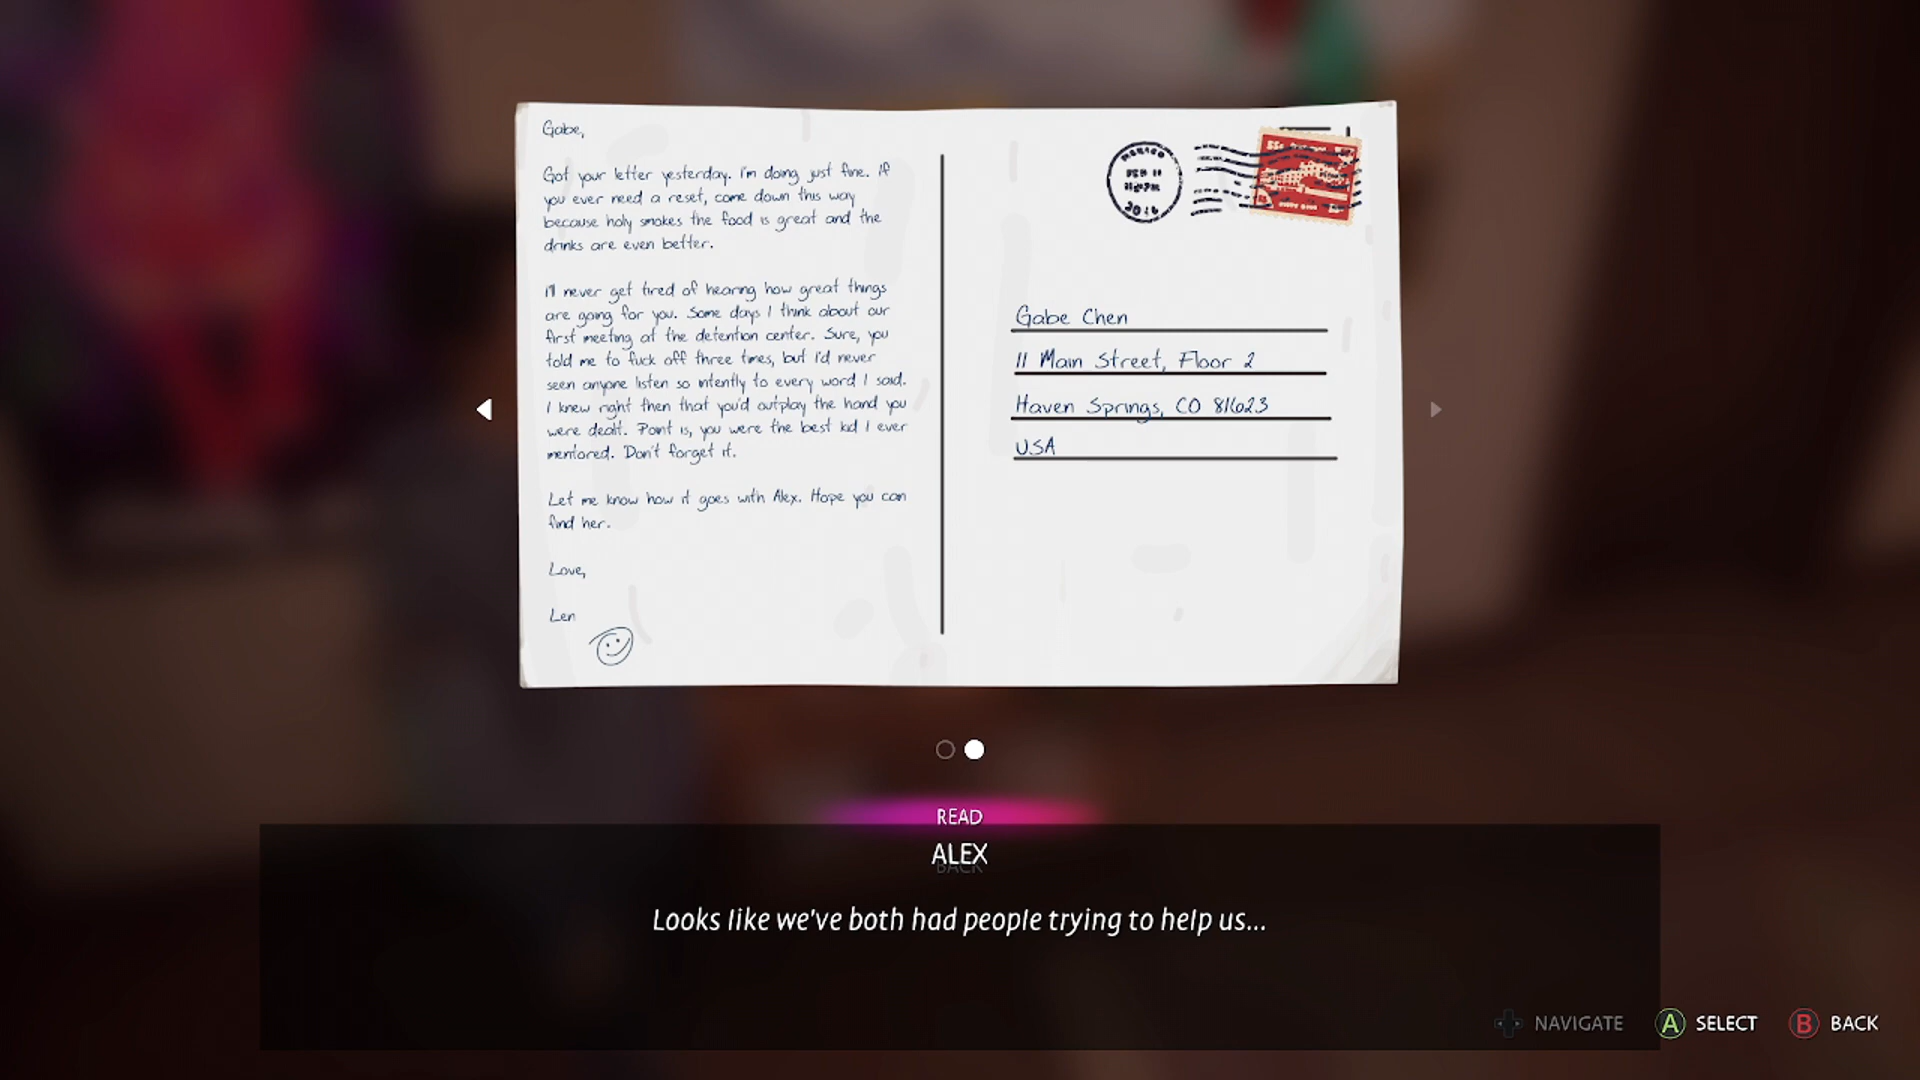 Gabe,
Got your letter yesterday. I'm doing just fine. If
you ever need a reset, come down this way
because holy smokes the food is great and the
drinks are even better.
I'll never get tired of hearing how great things
are going for you. Some days I think about our
first meeting at the detention center. Sure, you
told me to fuck off three times, but I'd never
seen anyone listen so intently to every word I said.
I knew right then that you'd outplay the hand you
were dealt. Point is, you were the best kid I ever
mentored. Don't forget it.
Let me know how it goes with Alex. Hope you can
find her.
Love,
Len
MEXICO
FEB 11
Gabe Chen
11 Main Street, Floor 2
Haven Springs, CO 81623
USA
READ
ALEX
BACK
Looks like we've both had people trying to help us...
NAVIGATE
A SELECT
B BACK